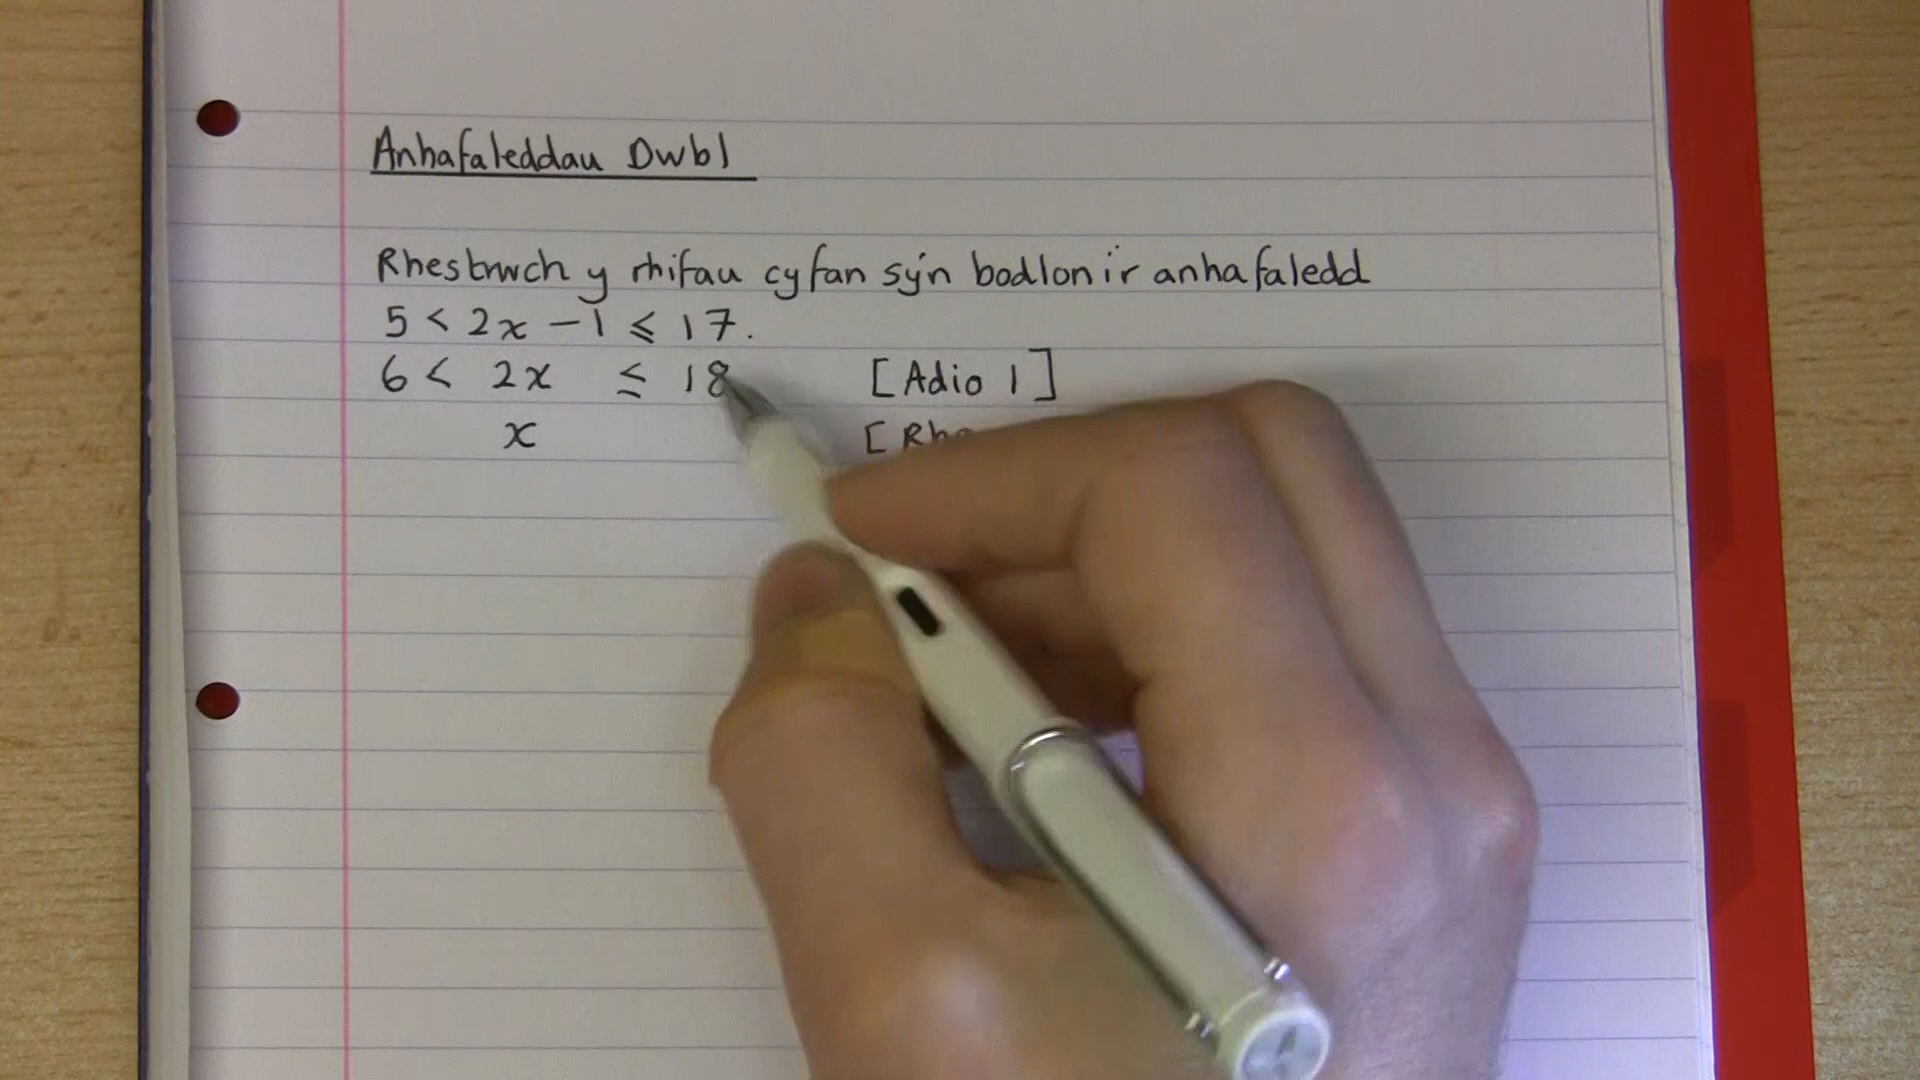 Anhafaleddau Dwbl
Rhestrwch y rhifau cyfan sy'n bodloni'r anhafaledd
5 < 2x - 1 ⩽ 17.
6 < 2x ≤ 18 [Adio 1]
x [